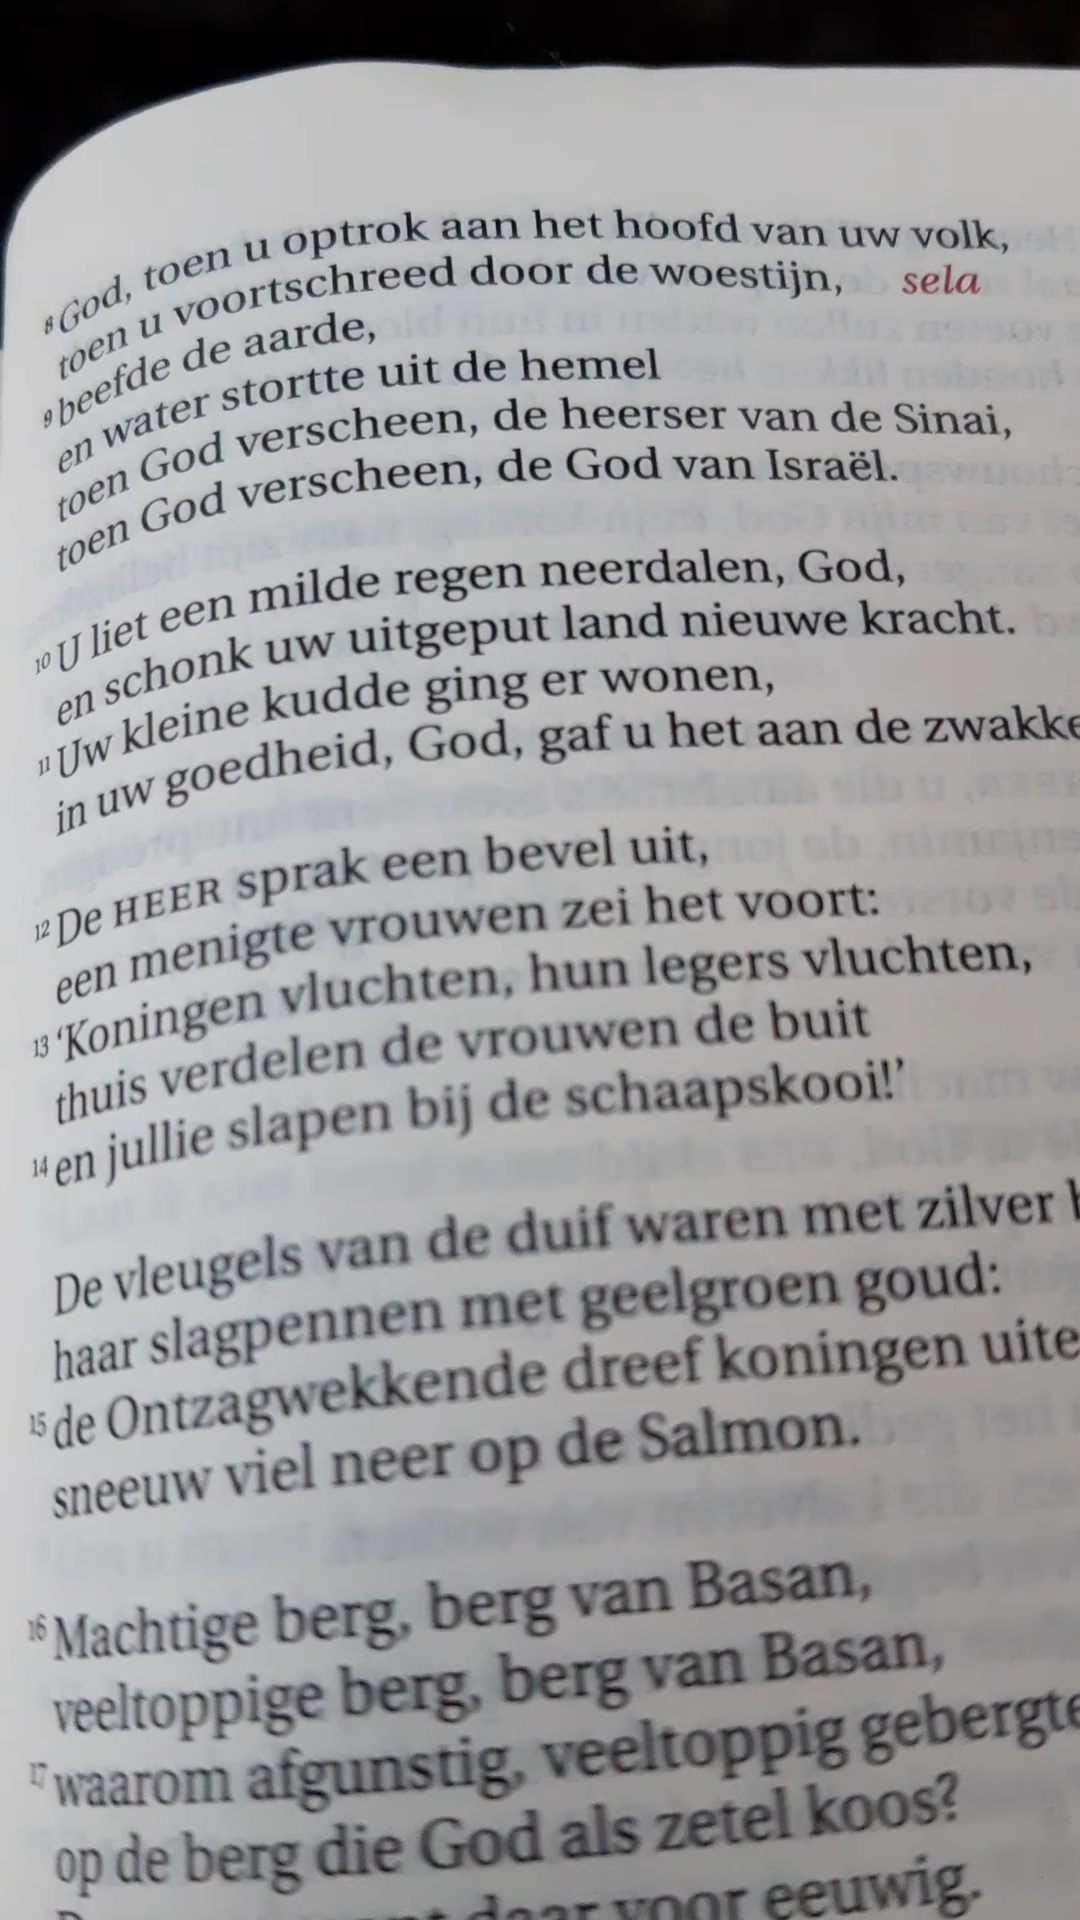 8 God, toen u optrok aan het hoofd van uw volk,
toen u voortschreed door de woestijn, sela
9 beefde de aarde,
en water stortte uit de hemel
toen God verscheen, de heerser van de Sinai,
toen God verscheen, de God van Israël.
10 U liet een milde regen neerdalen, God,
en schonk uw uitgeput land nieuwe kracht.
11 Uw kleine kudde ging er wonen,
in uw goedheid, God, gaf u het aan de zwakke
12 De HEER sprak een bevel uit,
een menigte vrouwen zei het voort:
13 ‘Koningen vluchten, hun legers vluchten,
thuis verdelen de vrouwen de buit
14 en jullie slapen bij de schaapskooi!’
De vleugels van de duif waren met zilver
haar slagpennen met geelgroen goud:
15 de Ontzagwekkende dreef koningen uite
sneeuw viel neer op de Salmon.
16 Machtige berg, berg van Basan,
veeltoppige berg, berg van Basan,
17 waarom afgunstig, veeltoppig gebergte
op de berg die God als zetel koos?
daar voor eeuwig.